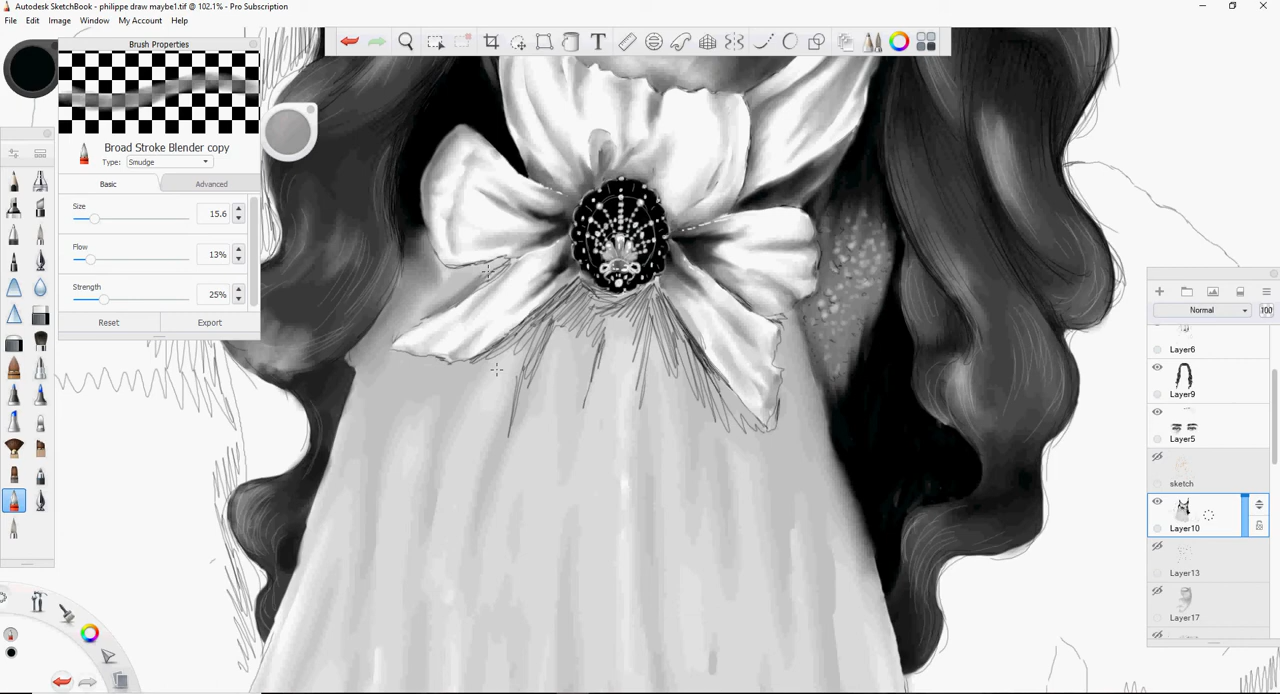 Autodesk SketchBook - philippe draw maybe1.tif @ 102.1% - Pro Subscription
File Edit Image Window My Account Help
Brush Properties
Broad Stroke Blender copy
Type: Smudge
Basic Advanced
Size
15.6
Flow
13%
Strength
25%
Reset Export
Normal 100
Layer6
Layer9
Layer5
sketch
Layer10
Layer13
Layer17